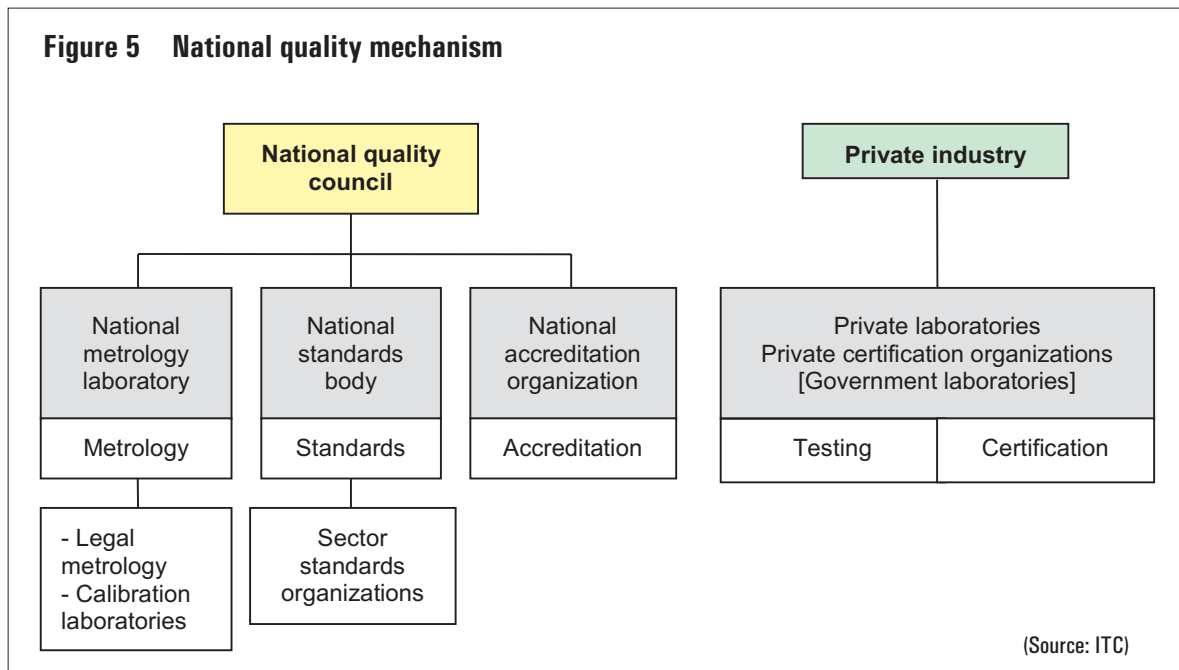 Figure 5 National quality mechanism
National quality
council
Private industry
National
metrology
laboratory
Metrology
- Legal
metrology
- Calibration
laboratories
National
standards
body
Standards
Sector
standards
organizations
National
accreditation
organization
Accreditation
Private laboratories
Private certification organizations
[Government laboratories]
Testing
Certification
(Source: ITC)